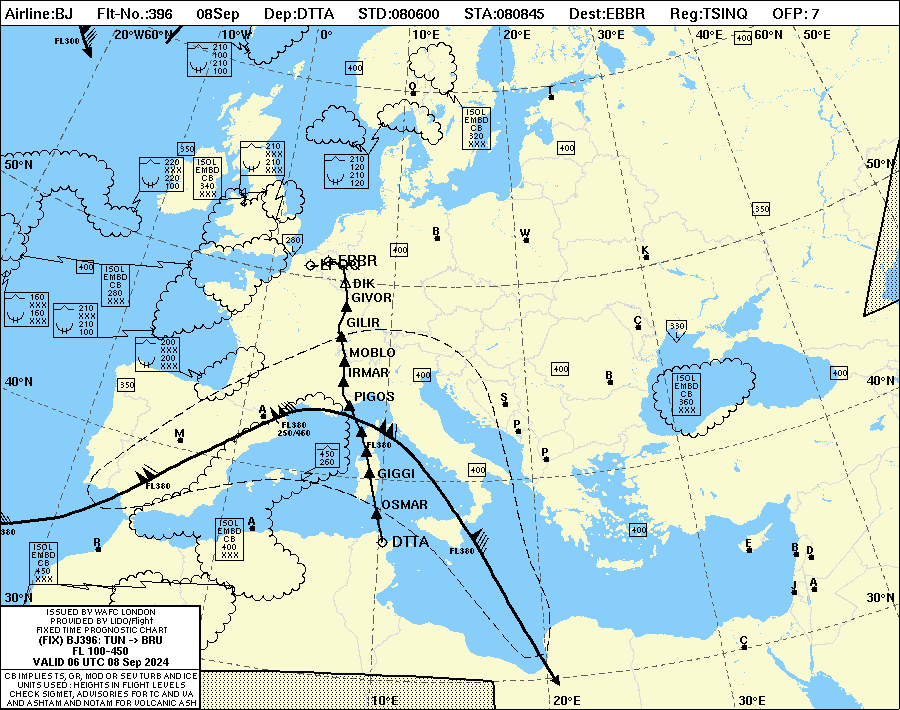 Airline:BJ Flt-No.:396 08Sep Dep:DTTA STD:080600 STA:080845 Dest:EBBR Reg:TSINQ OFP: 7
20°W60°N 10°W 0° 10°E 20°E 30°E 40°E 60°N 50°E
FL300
210
100
210
100
400
400
O
T
ISOL
EMBD
CB
320
XXX
350
400
50°N
50°N
220
XXX
220
100
ISOL
EMBD
CB
340
XXX
210
XXX
210
XXX
210
120
210
120
350
280
B
W
K
400
EBBR
400
ISOL
EMBD
CB
280
XXX
DIK
GIVOR
160
XXX
160
XXX
210
XXX
210
100
GILIR
C
330
200
XXX
200
XXX
MOBLO
IRMAR
40°N
350
400
400
B
400
40°N
ISOL
EMBD
CB
360
XXX
PIGOS
S
A
FL380
250/460
P
M
FL380
450
260
P
GIGGI
400
FL380
OSMAR
380
ISOL
EMBD
CB
400
XXX
A
400
DTTA
FL380
R
E
B
D
ISOL
EMBD
CB
450
XXX
J
A
30°N
30°N
C
ISSUED BY WAFC LONDON
PROVIDED BY LIDO/Flight
FIXED TIME PROGNOSTIC CHART
(FIX) BJ396: TUN -> BRU
FL 100-450
VALID 06 UTC 08 Sep 2024
CB IMPLIES TS, GR, MOD OR SEV TURB AND ICE
UNITS USED : HEIGHTS IN FLIGHT LEVELS
CHECK SIGMET, ADVISORIES FOR TC AND VA
AND ASHTAM AND NOTAM FOR VOLCANIC ASH
10°E 20°E 30°E